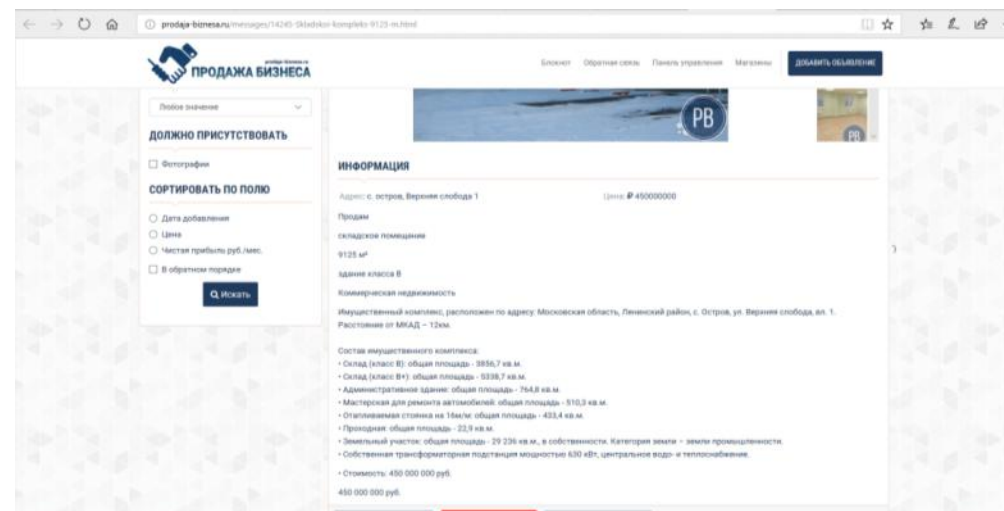 prodaja-biznesa.ru/messages/14245-Skladskoi-kompleks-9125-m.html
prodaja-biznesa.ru
ПРОДАЖА БИЗНЕСА
Блокнот Обратная связь Панель управления Магазины ДОБАВИТЬ ОБЪЯВЛЕНИЕ
Любое значение
ДОЛЖНО ПРИСУТСТВОВАТЬ
Фотографии
СОРТИРОВАТЬ ПО ПОЛЮ
Дата добавления
Цена
Чистая прибыль руб./мес.
В обратном порядке
Искать
PB
PB
ИНФОРМАЦИЯ
Адрес: с. остров, Верхняя слобода 1 Цена: ₽ 450000000
Продам
складское помещение
9125 м²
здание класса B
Коммерческая недвижимость
Имущественный комплекс, расположен по адресу: Московская область, Ленинский район, с. Остров, ул. Верхняя слобода, вл. 1.
Расстояние от МКАД – 12км.
Состав имущественного комплекса:
• Склад (класс B): общая площадь - 3856,7 кв.м.
• Склад (класс B+): общая площадь - 5338,7 кв.м.
• Административное здание: общая площадь - 764,8 кв.м.
• Мастерская для ремонта автомобилей: общая площадь - 510,3 кв.м.
• Отапливаемая стоянка на 16м/м: общая площадь - 433,4 кв.м.
• Проходная: общая площадь - 22,9 кв.м.
• Земельный участок: общая площадь - 29 236 кв.м., в собственности. Категория земли – земли промышленности.
• Собственная трансформаторная подстанция мощностью 630 кВт, центральное водо- и теплоснабжение.
• Стоимость: 450 000 000 руб.
450 000 000 руб.